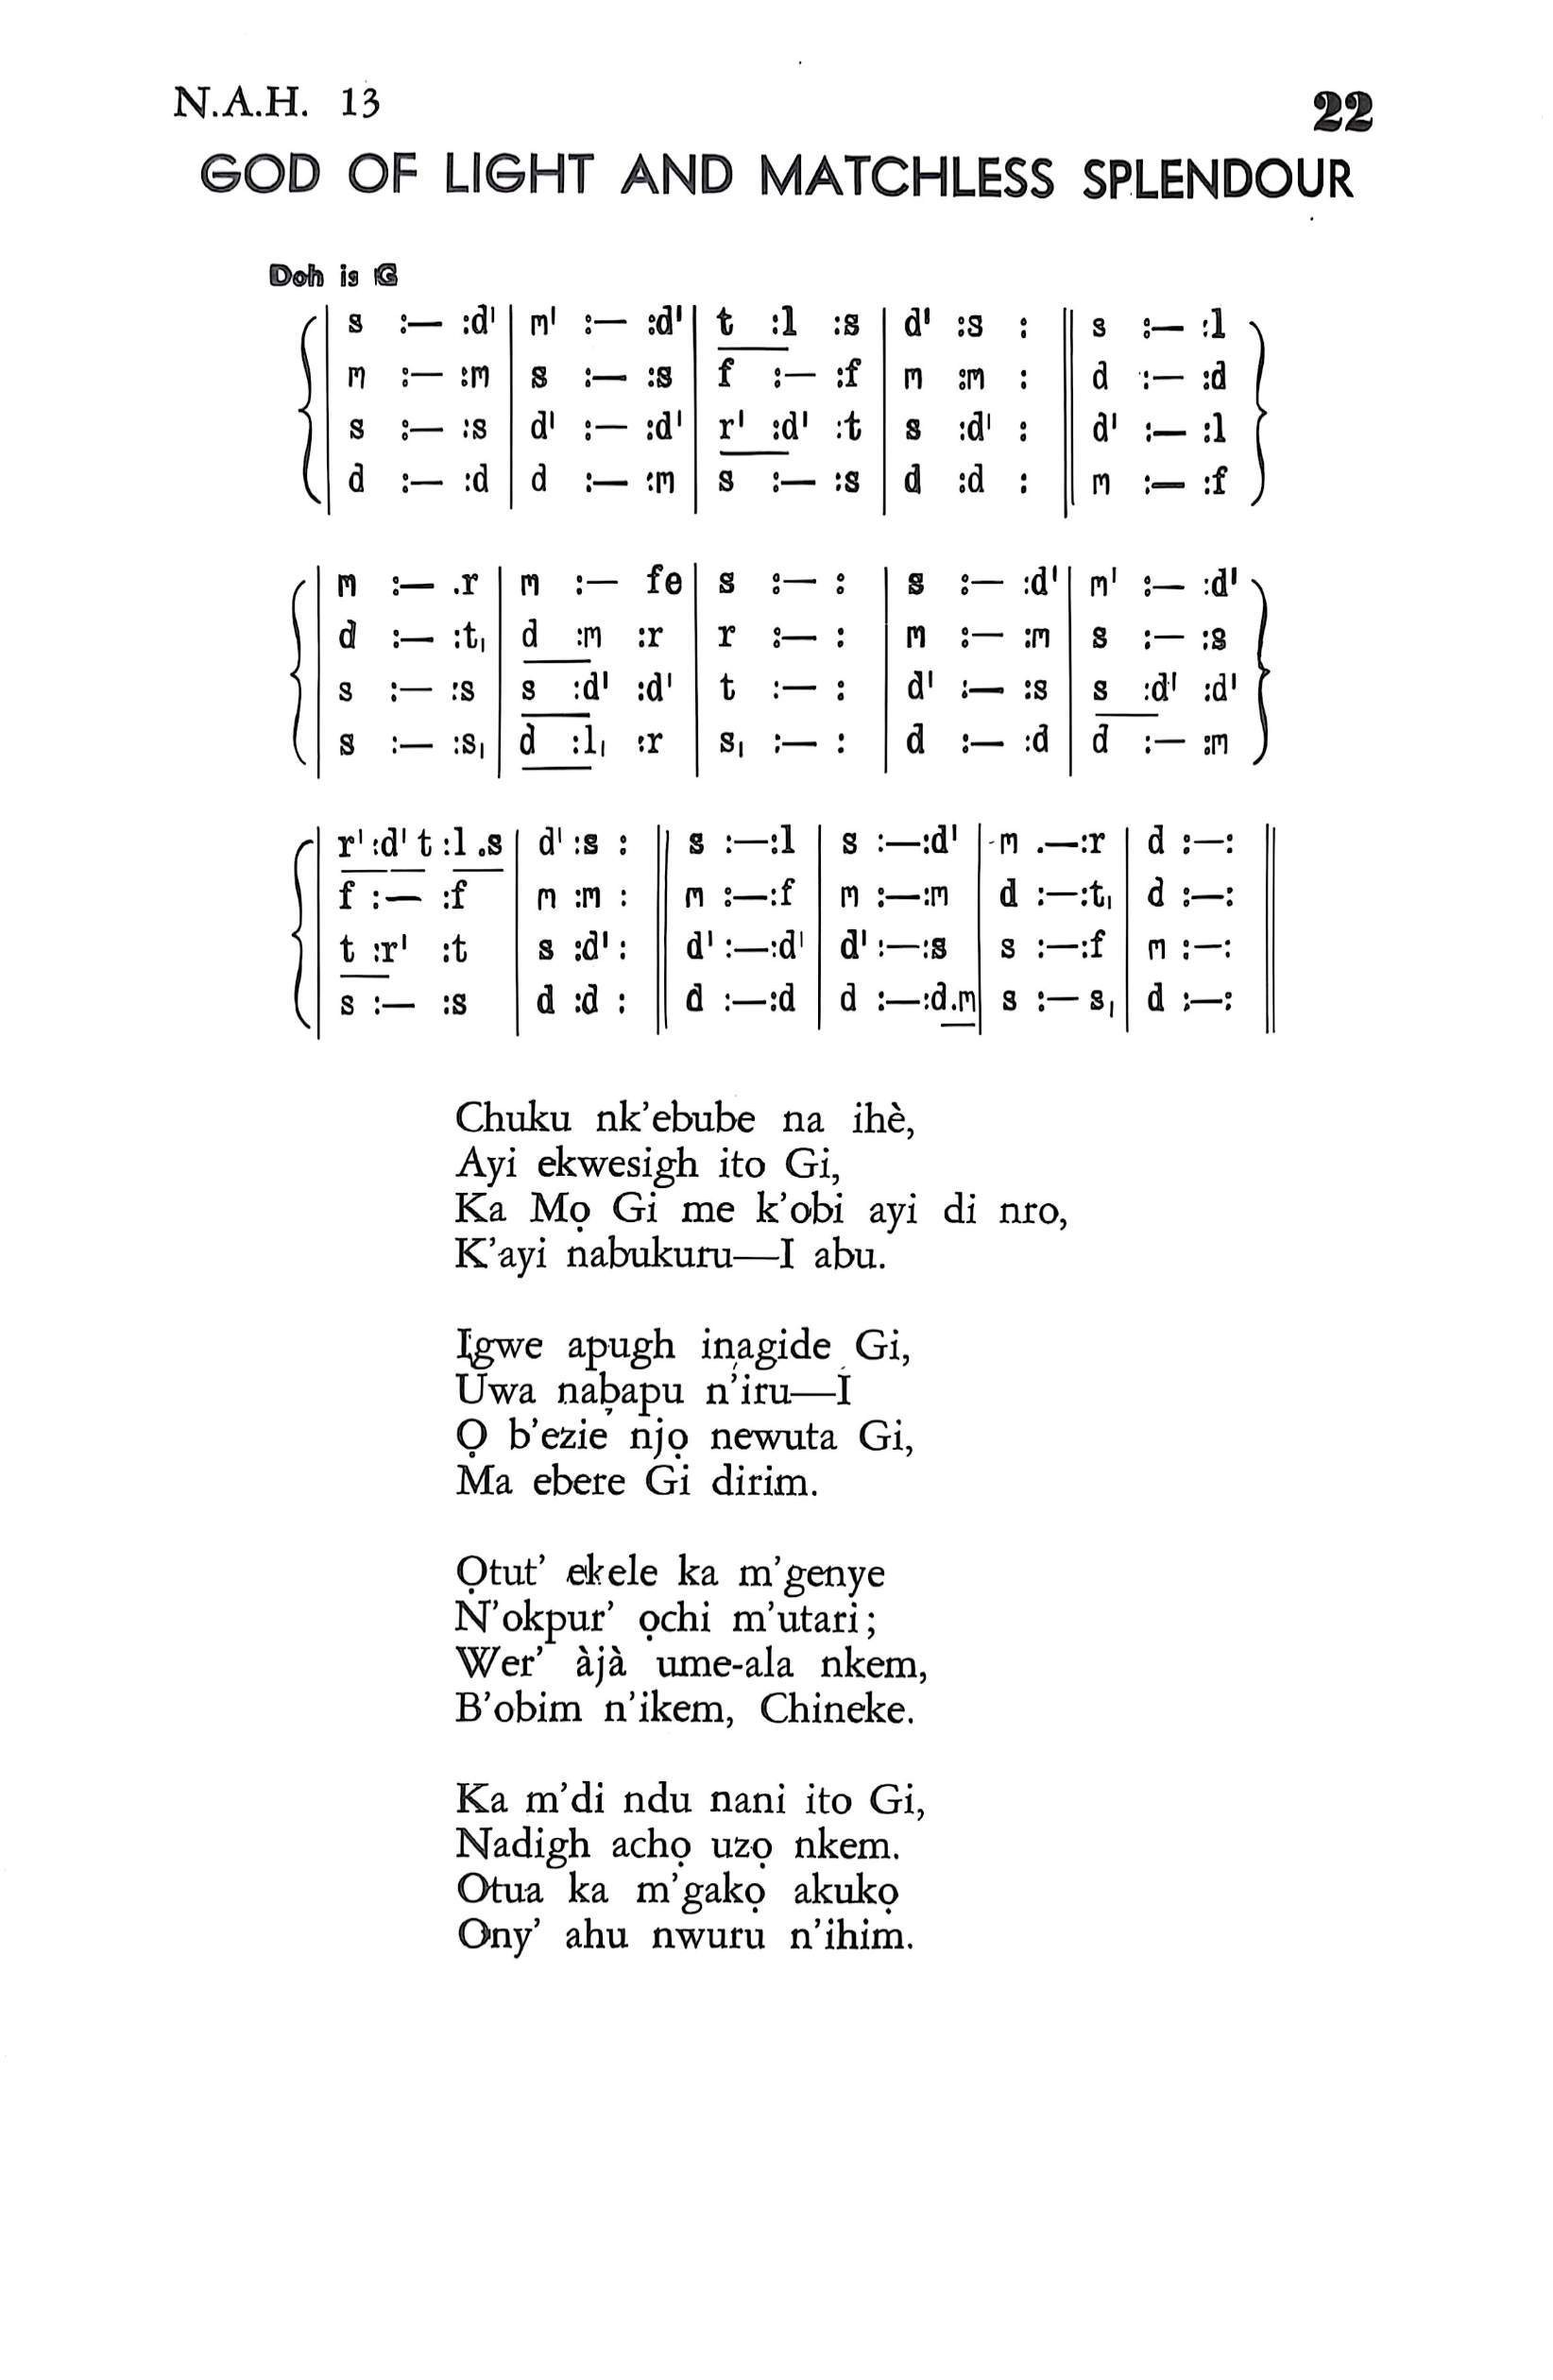 N.A.H. 13
22
GOD OF LIGHT AND MATCHLESS SPLENDOUR
Doh is G
| s :— :d' | m' :— :d' | t :l :s | d' :s : || s :— :l
| m :— :m | s :— :s | f :— :f | m :m : || d :— :d
| s :— :s | d' :— :d' | r' :d' :t | s :d' : || d' :— :l
| d :— :d | d :— :m | s :— :s | d :d : || m :— :f
| m :— .r | m :— fe | s :— : | s :— :d' | m' :— :d'
| d :— :t, | d :m :r | r :— : | m :— :m | s :— :s
| s :— :s | s :d' :d' | t :— : | d' :— :s | s :d' :d'
| s :— :s, | d :l, :r | s, :— : | d :— :d | d :— :m
| r' :d' t :l .s | d' :s : || s :—:l | s :—:d' | m .—:r | d :—: ||
| f :— :f | m :m : || m :—:f | m :—:m | d :—:t, | d :—: ||
| t :r' :t | s :d' : || d' :—:d' | d' :—:s | s :—:f | m :—: ||
| s :— :s | d :d : || d :—:d | d :—:d.m | s :— s, | d :—: ||
Chuku nk'ebube na ihè,
Ayi ekwesigh ito Gi,
Ka Mọ Gi me k'obi ayi di nro,
K'ayi nabukuru—I abu.
Igwe apugh inagide Gi,
Uwa nabapu n'iru—I
Ọ b'ezie njọ newuta Gi,
Ma ebere Gi dirim.
Ọtut' ekele ka m'genye
N'okpur' ọchi m'utari;
Wer' àjà ume-ala nkem,
B'obim n'ikem, Chineke.
Ka m'di ndu nani ito Gi,
Nadigh achọ uzọ nkem.
Otua ka m'gakọ akukọ
Ony' ahu nwuru n'ihim.